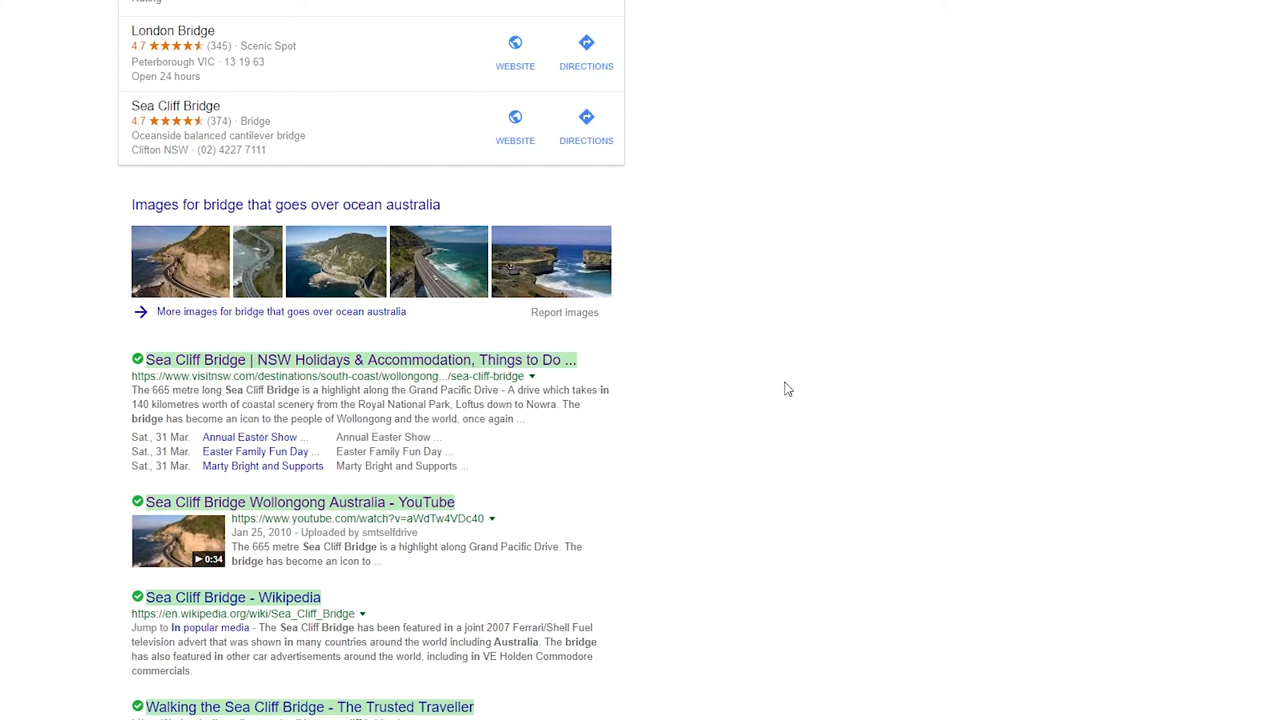 London Bridge
4.7 (345) · Scenic Spot
Peterborough VIC · 13 19 63
Open 24 hours
WEBSITE
DIRECTIONS
Sea Cliff Bridge
4.7 (374) · Bridge
Oceanside balanced cantilever bridge
Clifton NSW · (02) 4227 7111
WEBSITE
DIRECTIONS
Images for bridge that goes over ocean australia
More images for bridge that goes over ocean australia
Report images
Sea Cliff Bridge | NSW Holidays & Accommodation, Things to Do ...
https://www.visitnsw.com/destinations/south-coast/wollongong.../sea-cliff-bridge
The 665 metre long Sea Cliff Bridge is a highlight along the Grand Pacific Drive - A drive which takes in
140 kilometres worth of coastal scenery from the Royal National Park, Loftus down to Nowra. The
bridge has become an icon to the people of Wollongong and the world, once again ...
Sat., 31 Mar. Annual Easter Show ... Annual Easter Show ...
Sat., 31 Mar. Easter Family Fun Day ... Easter Family Fun Day ...
Sat., 31 Mar. Marty Bright and Supports Marty Bright and Supports ...
Sea Cliff Bridge Wollongong Australia - YouTube
https://www.youtube.com/watch?v=aWdTw4VDc40
Jan 25, 2010 - Uploaded by smtselfdrive
The 665 metre Sea Cliff Bridge is a highlight along Grand Pacific Drive. The
bridge has become an icon to ...
0:34
Sea Cliff Bridge - Wikipedia
https://en.wikipedia.org/wiki/Sea_Cliff_Bridge
Jump to In popular media - The Sea Cliff Bridge has been featured in a joint 2007 Ferrari/Shell Fuel
television advert that was shown in many countries around the world including Australia. The bridge
has also featured in other car advertisements around the world, including in VE Holden Commodore
commercials.
Walking the Sea Cliff Bridge - The Trusted Traveller